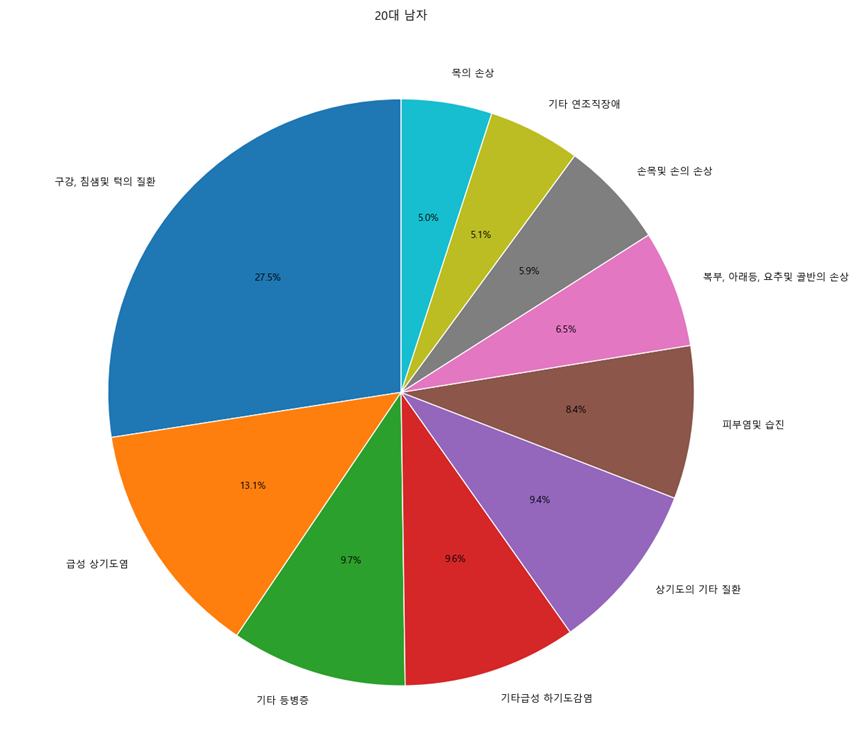 20대 남자
목의 손상
기타 연조직장애
손목및 손의 손상
복부, 아래등, 요추및 골반의 손상
피부염및 습진
상기도의 기타 질환
기타급성 하기도감염
기타 등병증
급성 상기도염
구강, 침샘및 턱의 질환
5.0%
5.1%
5.9%
6.5%
8.4%
9.4%
9.6%
9.7%
13.1%
27.5%